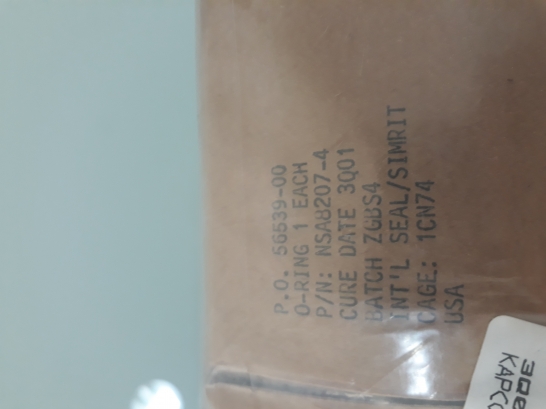 P.O. 56539-00
O-RING 1 EACH
P/N: NSA8207-4
CURE DATE 3Q01
BATCH ZGBS4
INT'L SEAL/SIMRIT
CAGE: 1CN74
USA